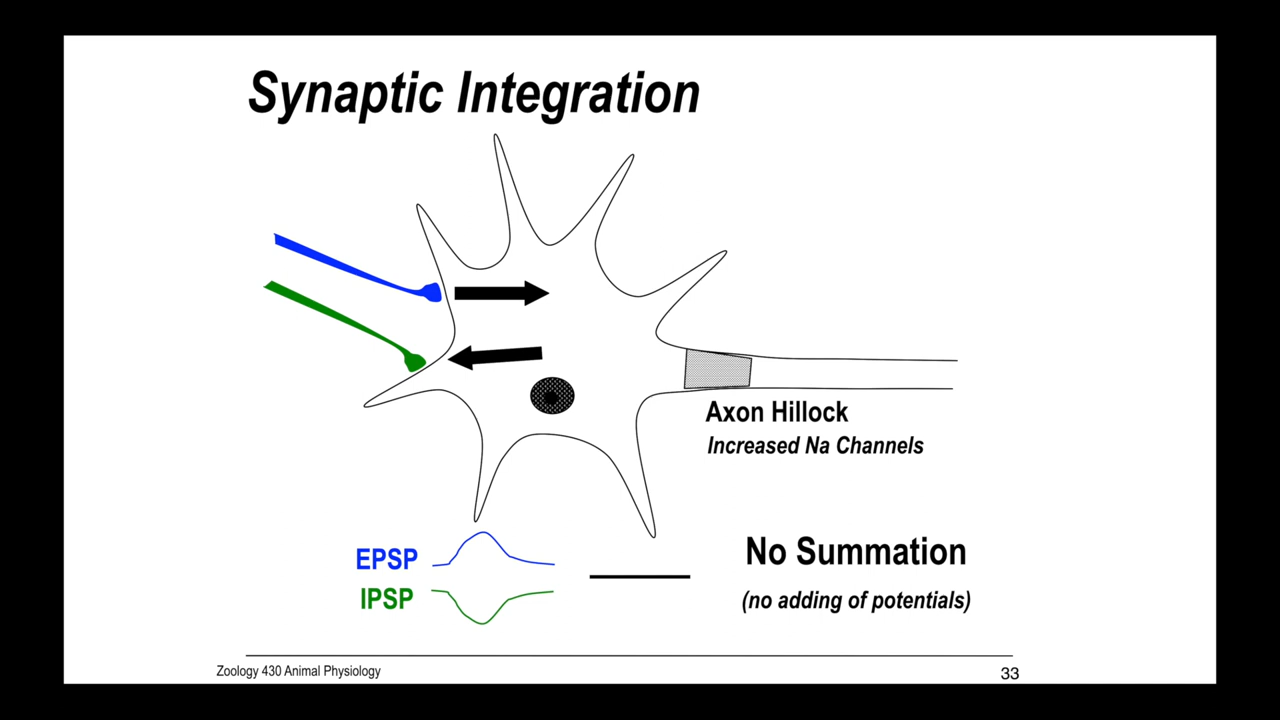 Synaptic Integration
Axon Hillock
Increased Na Channels
EPSP
IPSP
No Summation
(no adding of potentials)
Zoology 430 Animal Physiology
33